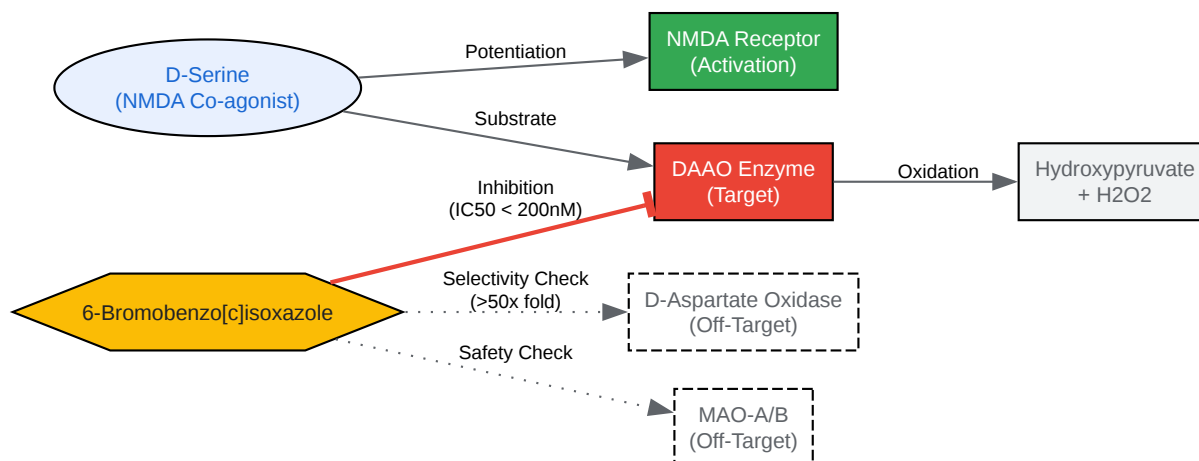 D-Serine
(NMDA Co-agonist)
Potentiation
NMDA Receptor
(Activation)
Substrate
DAAO Enzyme
(Target)
Oxidation
Hydroxypyruvate
+ H2O2
Inhibition
(IC50 < 200nM)
6-Bromobenzo[c]isoxazole
Selectivity Check
(>50x fold)
D-Aspartate Oxidase
(Off-Target)
Safety Check
MAO-A/B
(Off-Target)